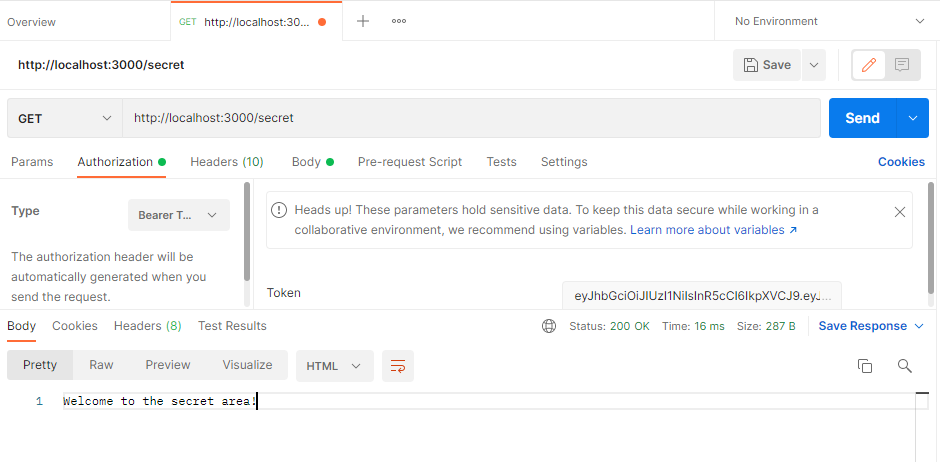 Overview
GET http://localhost:30...
No Environment
http://localhost:3000/secret
Save
GET
http://localhost:3000/secret
Send
Params Authorization Headers (10) Body Pre-request Script Tests Settings Cookies
Type
Bearer T...
The authorization header will be
automatically generated when you
send the request.
Heads up! These parameters hold sensitive data. To keep this data secure while working in a
collaborative environment, we recommend using variables. Learn more about variables ↗
Token
eyJhbGciOiJIUzI1NiIsInR5cCI6IkpXVCJ9.eyJ...
Body Cookies Headers (8) Test Results
Status: 200 OK Time: 16 ms Size: 287 B Save Response
Pretty Raw Preview Visualize HTML
1 Welcome to the secret area!